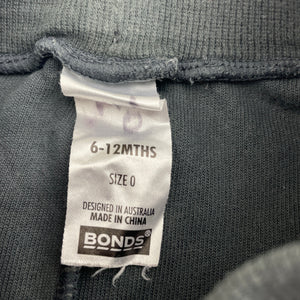 6-12MTHS
SIZE 0
DESIGNED IN AUSTRALIA
MADE IN CHINA
BONDS